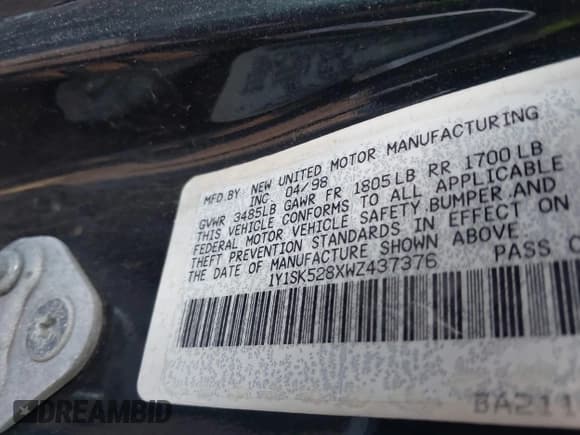 MFD.BY NEW UNITED MOTOR MANUFACTURING
INC 04/98
GVWR 3485LB GAWR FR 1805LB RR 1700LB
THIS VEHICLE CONFORMS TO ALL APPLICABLE
FEDERAL MOTOR VEHICLE SAFETY BUMPER AND
THEFT PREVENTION STANDARDS IN EFFECT ON
THE DATE OF MANUFACTURE SHOWN ABOVE
1Y1SK528XWZ437376 PASS C
BA211
DREAMBID